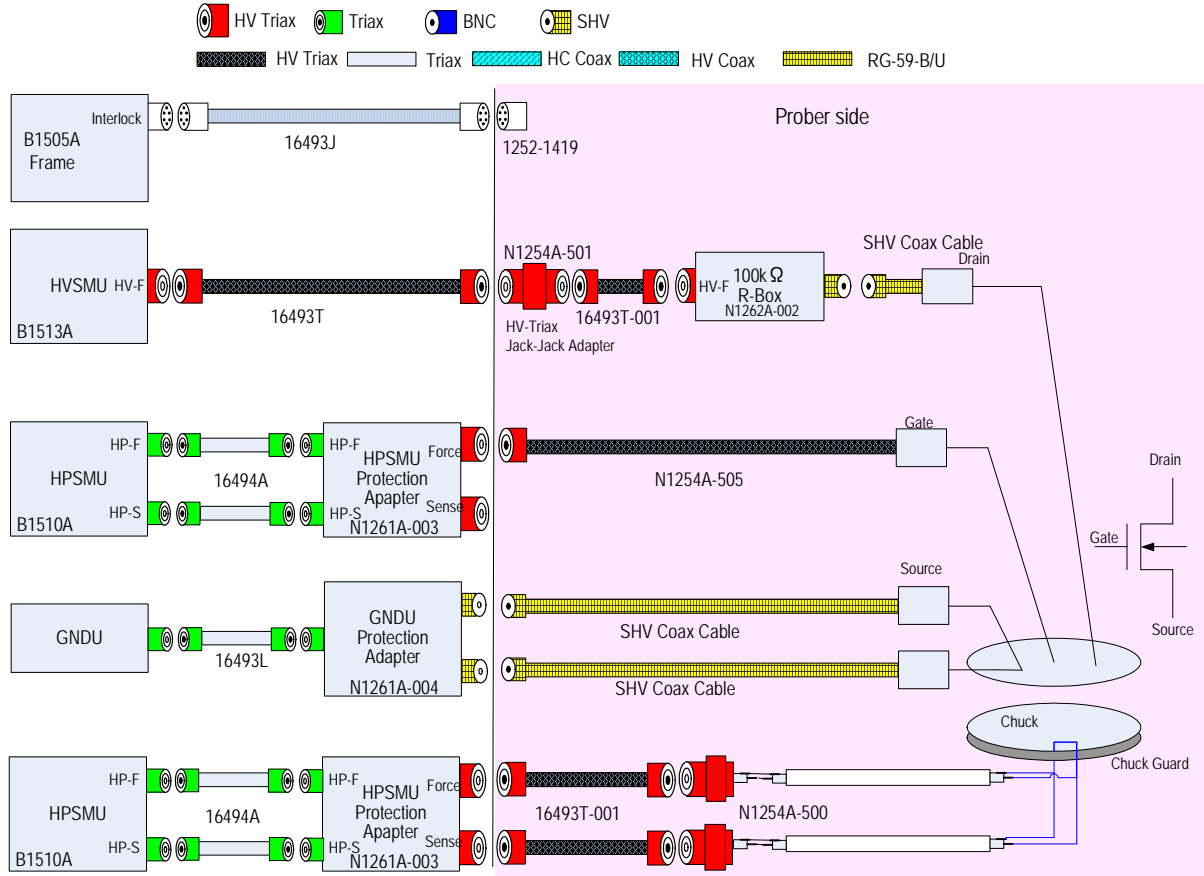 HV Triax
Triax
BNC
SHV
HV Triax
Triax
HC Coax
HV Coax
RG-59-B/U
Prober side
Interlock
B1505A
Frame
16493J
1252-1419
HVSMU
HV-F
B1513A
16493T
N1254A-501
HV-Triax
Jack-Jack Adapter
16493T-001
HV-F
100k Ω
R-Box
N1262A-002
SHV Coax Cable
Drain
HP-F
HPSMU
HP-S
B1510A
16494A
HP-F
Force
HPSMU
Protection
Apapter
Sense
HP-S
N1261A-003
N1254A-505
Gate
Drain
Gate
Source
GNDU
16493L
GNDU
Protection
Adapter
N1261A-004
Source
SHV Coax Cable
SHV Coax Cable
Chuck
Chuck Guard
HP-F
HPSMU
HP-S
B1510A
16494A
HP-F
Force
HPSMU
Protection
Apapter
Sense
HP-S
N1261A-003
16493T-001
N1254A-500